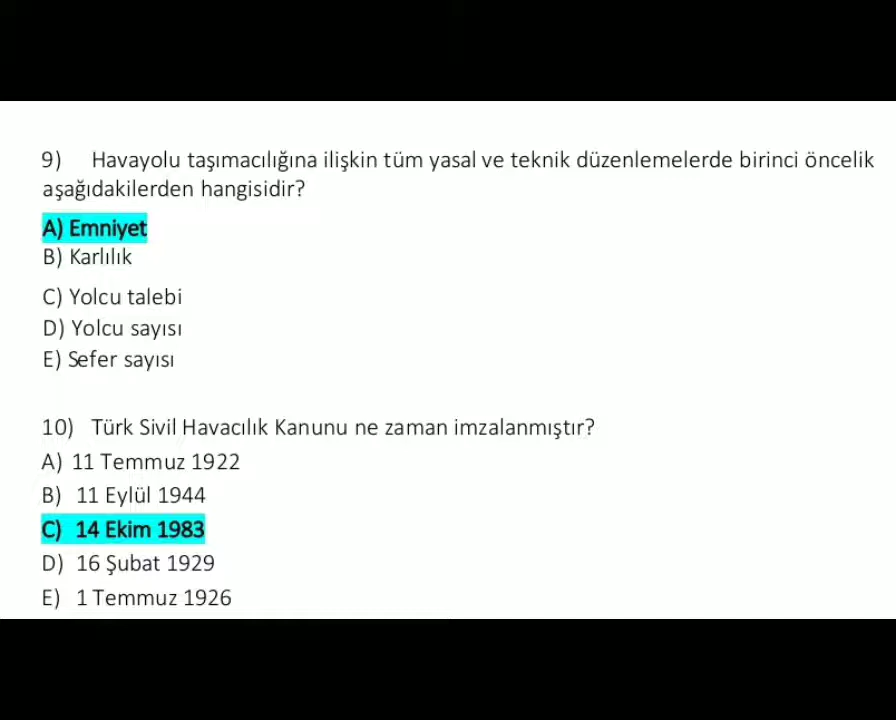 9) Havayolu taşımacılığına ilişkin tüm yasal ve teknik düzenlemelerde birinci öncelik
aşağıdakilerden hangisidir?
A) Emniyet
B) Karlılık
C) Yolcu talebi
D) Yolcu sayısı
E) Sefer sayısı
10) Türk Sivil Havacılık Kanunu ne zaman imzalanmıştır?
A) 11 Temmuz 1922
B) 11 Eylül 1944
C) 14 Ekim 1983
D) 16 Şubat 1929
E) 1 Temmuz 1926